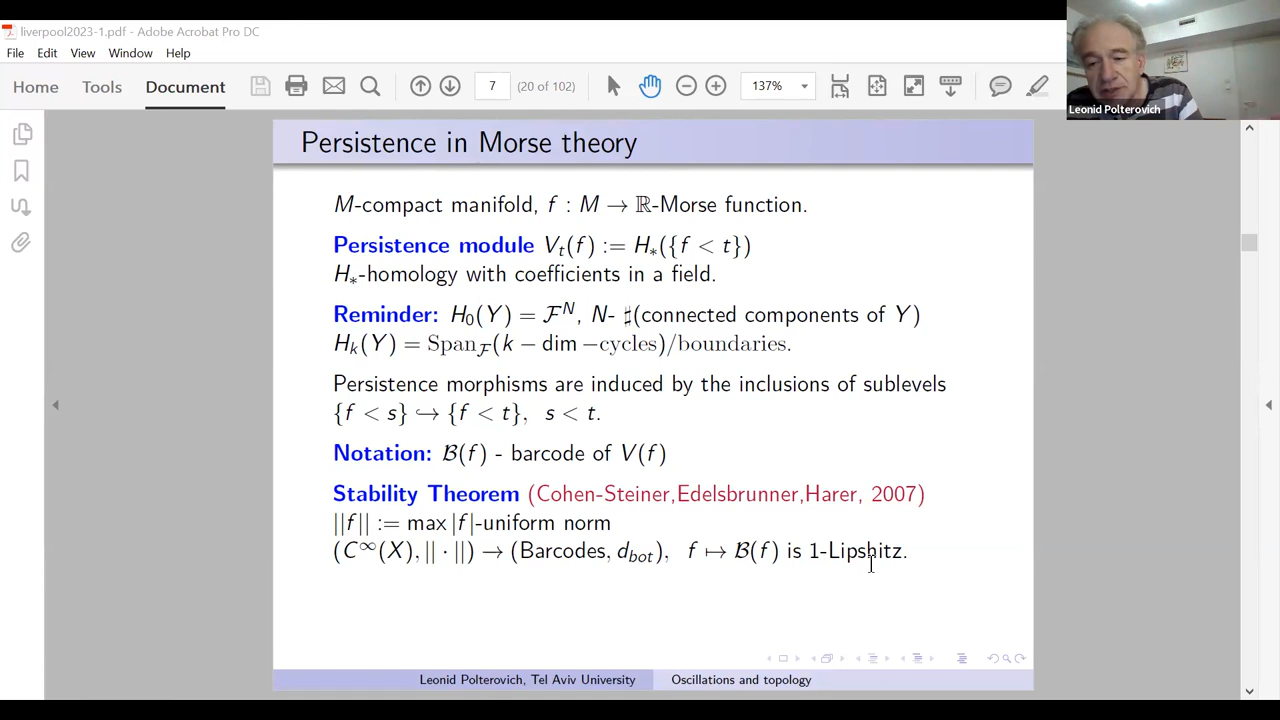 liverpool2023-1.pdf - Adobe Acrobat Pro DC
File Edit View Window Help
Home Tools Document 7 (20 of 102) 137%
Leonid Polterovich
Persistence in Morse theory
M-compact manifold, f : M → ℝ-Morse function.
Persistence module V_t(f) := H_*({f < t})
H_*-homology with coefficients in a field.
Reminder: H_0(Y) = ℱ^N, N- ♯(connected components of Y)
H_k(Y) = Span_ℱ(k − dim −cycles)/boundaries.
Persistence morphisms are induced by the inclusions of sublevels
{f < s} ↪ {f < t}, s < t.
Notation: ℬ(f) - barcode of V(f)
Stability Theorem (Cohen-Steiner,Edelsbrunner,Harer, 2007)
||f|| := max |f|-uniform norm
(C^∞(X), || · ||) → (Barcodes, d_bot), f ↦ ℬ(f) is 1-Lipshitz.
Leonid Polterovich, Tel Aviv University Oscillations and topology